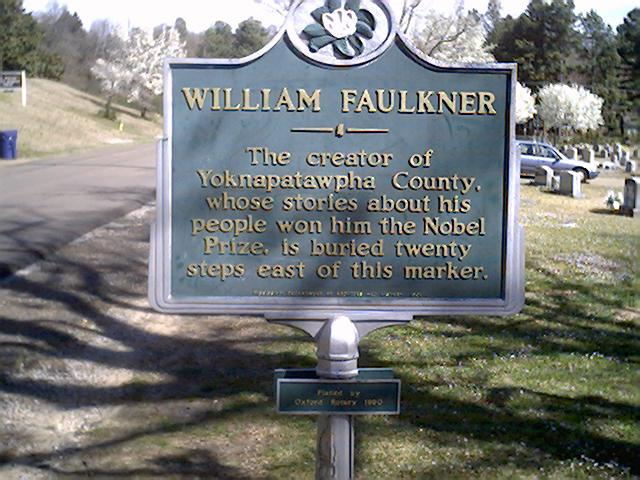 WILLIAM FAULKNER
The creator of
Yoknapatawpha County,
whose stories about his
people won him the Nobel
Prize, is buried twenty
steps east of this marker.
Placed by
Oxford Rotary 1990